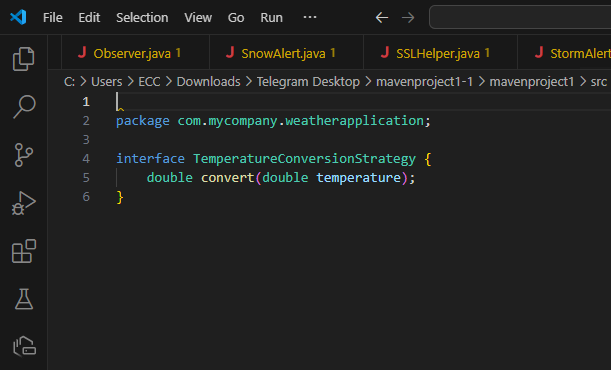 File Edit Selection View Go Run ···
J Observer.java 1 J SnowAlert.java 1 J SSLHelper.java 1 J StormAlert
C: > Users > ECC > Downloads > Telegram Desktop > mavenproject1-1 > mavenproject1 > src
1
2 package com.mycompany.weatherapplication;
3
4 interface TemperatureConversionStrategy {
5 double convert(double temperature);
6 }